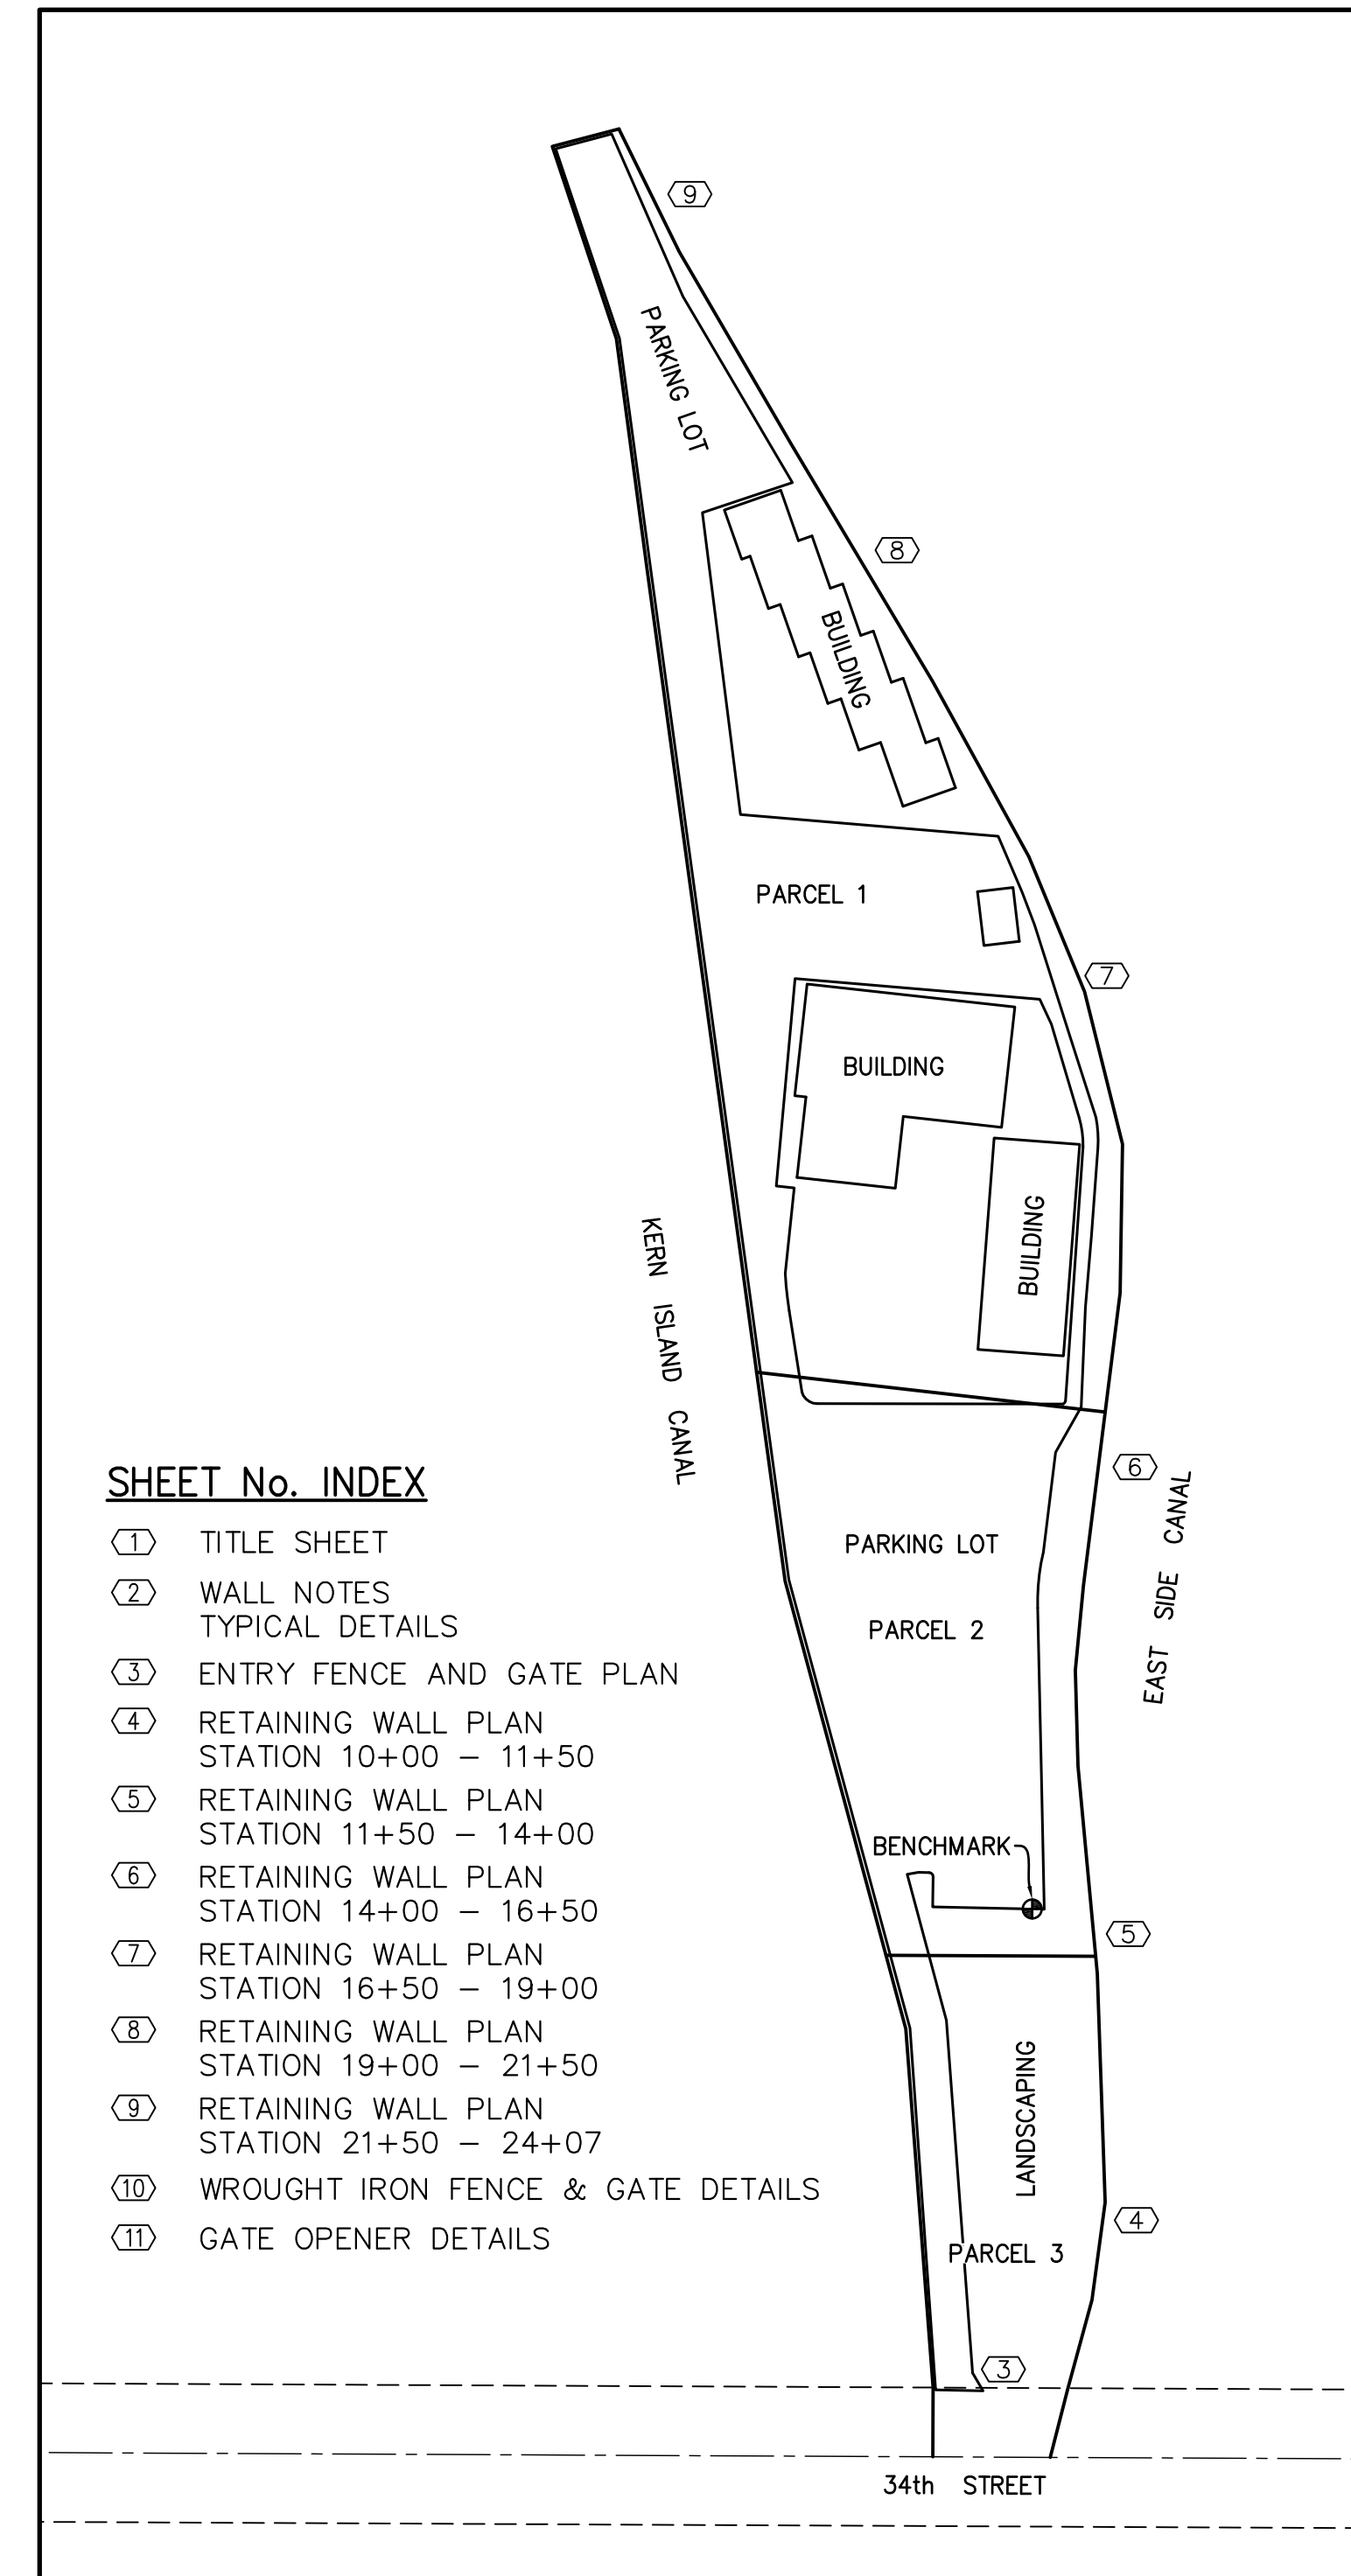 9
PARKING LOT
8
BUILDING
PARCEL 1
7
BUILDING
BUILDING
KERN ISLAND CANAL
6
EAST SIDE CANAL
PARKING LOT
PARCEL 2
BENCHMARK
5
LANDSCAPING
4
PARCEL 3
3
34th STREET
SHEET No. INDEX
1 TITLE SHEET
2 WALL NOTES
TYPICAL DETAILS
3 ENTRY FENCE AND GATE PLAN
4 RETAINING WALL PLAN
STATION 10+00 – 11+50
5 RETAINING WALL PLAN
STATION 11+50 – 14+00
6 RETAINING WALL PLAN
STATION 14+00 – 16+50
7 RETAINING WALL PLAN
STATION 16+50 – 19+00
8 RETAINING WALL PLAN
STATION 19+00 – 21+50
9 RETAINING WALL PLAN
STATION 21+50 – 24+07
10 WROUGHT IRON FENCE & GATE DETAILS
11 GATE OPENER DETAILS